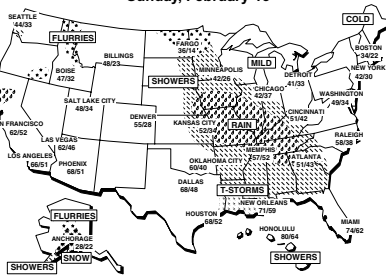 SEATTLE
44/33
COLD
FLURRIES
FARGO
36/14
BOSTON
34/22
BILLINGS
48/23
BOISE
47/32
MINNEAPOLIS
42/26
MILD
DETROIT
41/33
NEW YORK
42/30
SHOWERS
CHICAGO
42/37
WASHINGTON
49/34
SALT LAKE CITY
48/34
DENVER
55/28
KANSAS CITY
52/34
RAIN
CINCINNATI
51/42
N FRANCISCO
62/52
RALEIGH
58/38
LAS VEGAS
62/46
LOS ANGELES
66/51
PHOENIX
68/51
OKLAHOMA CITY
60/40
MEMPHIS
57/52
ATLANTA
51/43
DALLAS
68/48
T-STORMS
NEW ORLEANS
71/59
HOUSTON
68/52
MIAMI
74/62
FLURRIES
ANCHORAGE
28/22
SNOW
SHOWERS
HONOLULU
80/64
SHOWERS